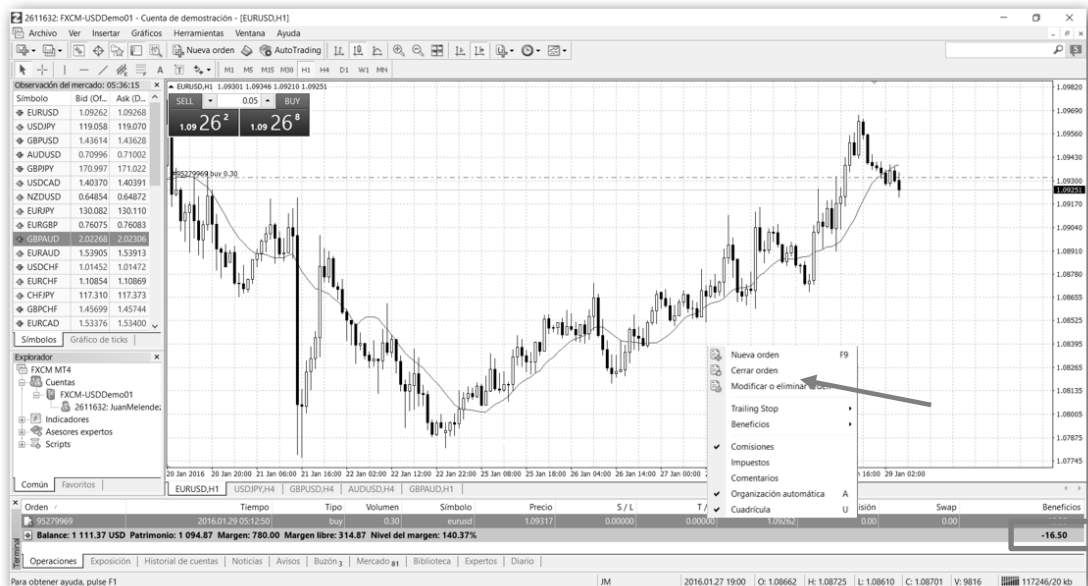 2611632: FXCM-USDDemo01 - Cuenta de demostración - [EURUSD,H1]
Archivo Ver Insertar Gráficos Herramientas Ventana Ayuda
Nueva orden AutoTrading
A T M1 M5 M15 M30 H1 H4 D1 W1 MN
Observación del mercado: 05:36:15
Símbolo Bid (Of... Ask (D...
EURUSD 1.09262 1.09268
USDJPY 119.058 119.070
GBPUSD 1.43614 1.43628
AUDUSD 0.70996 0.71002
GBPJPY 170.997 171.022
USDCAD 1.40370 1.40391
NZDUSD 0.64854 0.64872
EURJPY 130.082 130.110
EURGBP 0.76075 0.76083
GBPAUD 2.02268 2.02306
EURAUD 1.53905 1.53913
USDCHF 1.01452 1.01472
EURCHF 1.10854 1.10869
CHFJPY 117.310 117.373
GBPCHF 1.45699 1.45744
EURCAD 1.53376 1.53400
Símbolos Gráfico de ticks
Explorador
FXCM MT4
Cuentas
FXCM-USDDemo01
2611632: JuanMelende
Indicadores
Asesores expertos
Scripts
Común Favoritos
EURUSD,H1 1.09301 1.09346 1.09210 1.09251
SELL 0.05 BUY
1.09 26 2 1.09 26 8
#95279969 buy 0.30
1.09820
1.09690
1.09560
1.09430
1.09300
1.09251
1.09170
1.09040
1.08910
1.08780
1.08655
1.08525
1.08395
1.08265
1.08135
1.08005
1.07875
1.07745
20 Jan 2016 20 Jan 20:00 21 Jan 06:00 21 Jan 16:00 22 Jan 02:00 22 Jan 12:00 22 Jan 22:00 25 Jan 08:00 25 Jan 18:00 26 Jan 04:00 26 Jan 14:00 27 Jan 00:00 16:00 29 Jan 02:00
EURUSD,H1 USDJPY,H4 GBPUSD,H4 AUDUSD,H4 GBPAUD,H1
Nueva orden F9
Cerrar orden
Modificar o eliminar
Trailing Stop
Beneficios
Comisiones
Impuestos
Comentarios
Organización automática A
Cuadrícula U
Orden Tiempo Tipo Volumen Símbolo Precio S / L T / isión Swap Beneficios
95279969 2016.01.29 05:12:50 buy 0.30 eurusd 1.09317 0.00000 0.00000 1.09262 0.00 0.00
Balance: 1 111.37 USD Patrimonio: 1 094.87 Margen: 780.00 Margen libre: 314.87 Nivel del margen: 140.37% -16.50
Terminal
Operaciones Exposición Historial de cuentas Noticias Avisos Buzón 3 Mercado 81 Biblioteca Expertos Diario
Para obtener ayuda, pulse F1 JM 2016.01.27 19:00 O: 1.08662 H: 1.08725 L: 1.08610 C: 1.08701 V: 9816 117246/20 kb